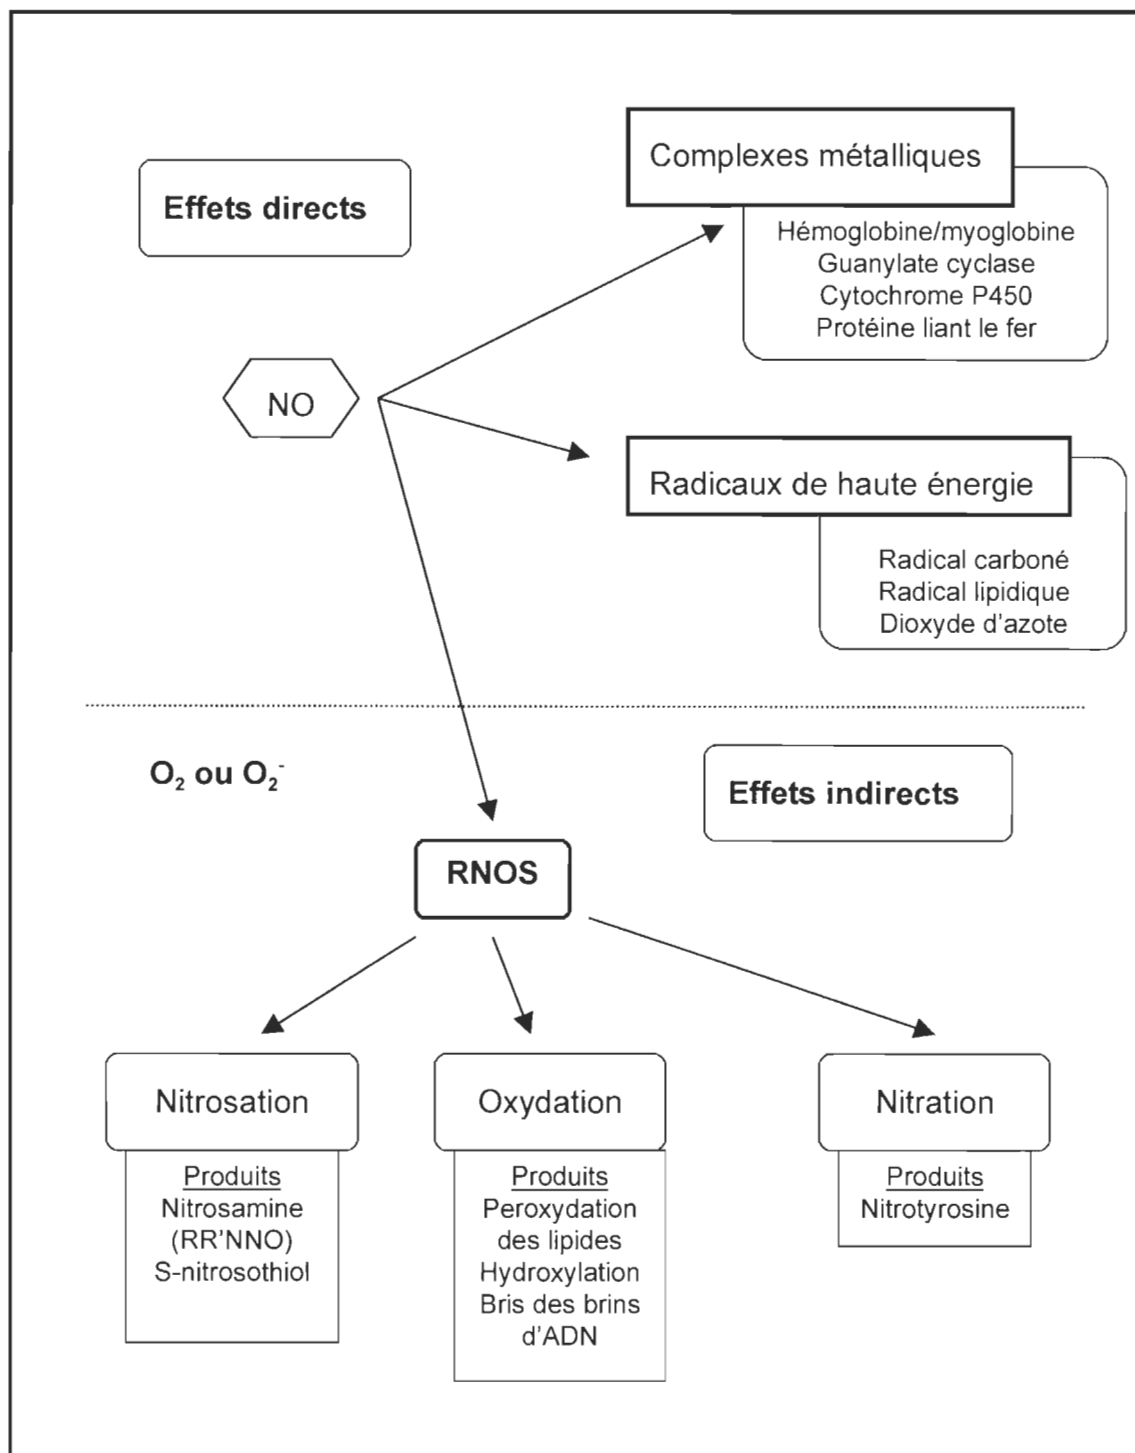 Complexes métalliques
Effets directs
Hémoglobine/myoglobine
Guanylate cyclase
Cytochrome P450
Protéine liant le fer
NO
Radicaux de haute énergie
Radical carboné
Radical lipidique
Dioxyde d'azote
O₂ ou O₂⁻
Effets indirects
RNOS
Nitrosation
Produits
Nitrosamine
(RR'NNO)
S-nitrosothiol
Oxydation
Produits
Peroxydation
des lipides
Hydroxylation
Bris des brins
d'ADN
Nitration
Produits
Nitrotyrosine